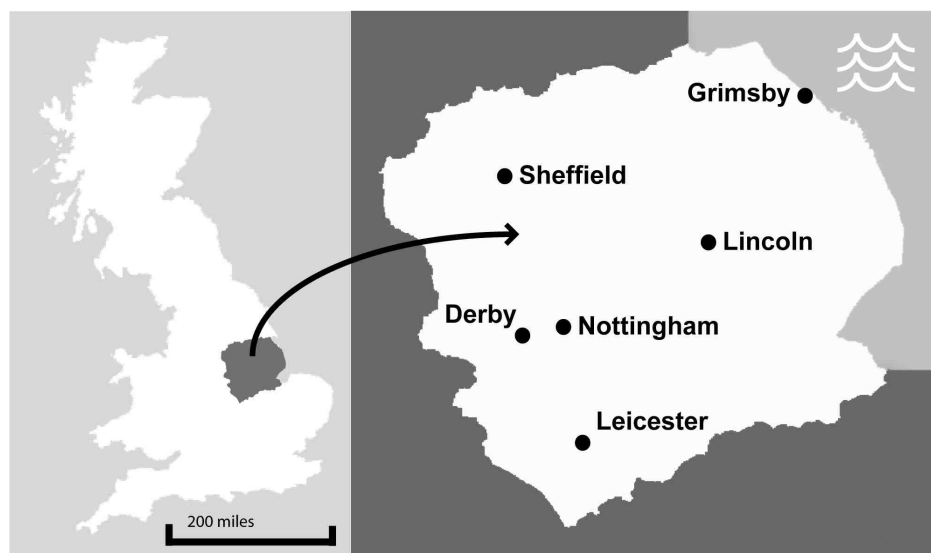 Grimsby
Sheffield
Lincoln
Derby
Nottingham
Leicester
200 miles